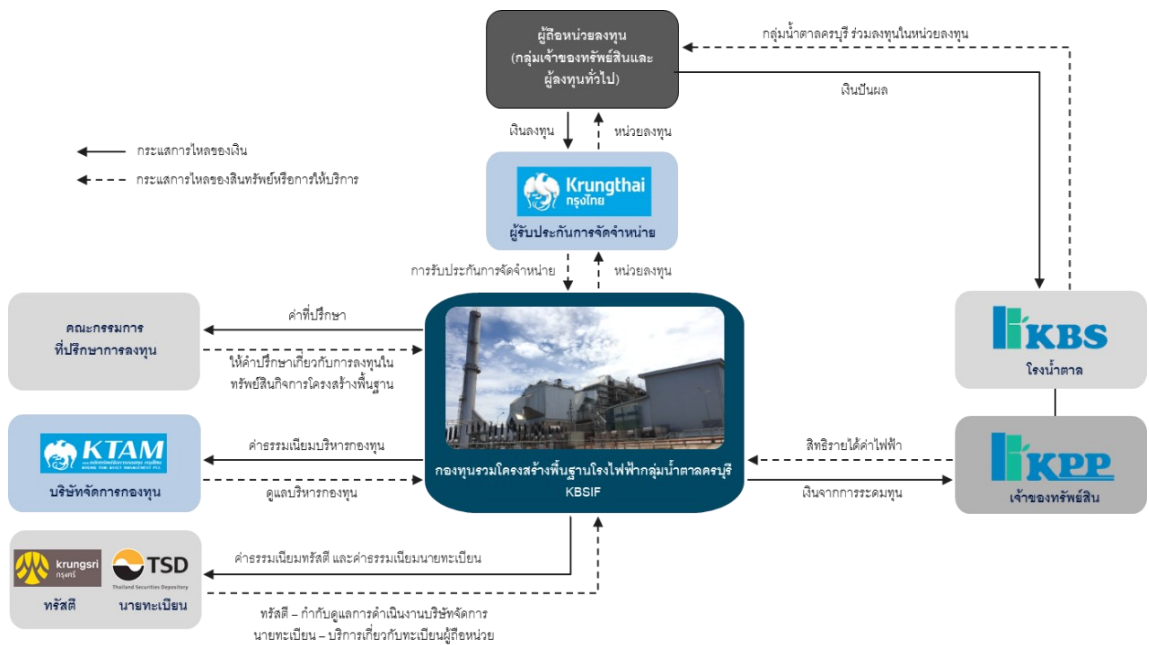 ผู้ถือหน่วยลงทุน
(กลุ่มเจ้าของทรัพย์สินและ
ผู้ลงทุนทั่วไป)
กลุ่มน้ำตาลครบุรี ร่วมลงทุนในหน่วยลงทุน
เงินปันผล
เงินลงทุน
หน่วยลงทุน
กระแสการไหลของเงิน
กระแสการไหลของสินทรัพย์หรือการให้บริการ
Krungthai
กรุงไทย
ผู้รับประกันการจัดจำหน่าย
การรับประกันการจัดจำหน่าย
หน่วยลงทุน
คณะกรรมการ
ที่ปรึกษาการลงทุน
ค่าที่ปรึกษา
ให้คำปรึกษาเกี่ยวกับการลงทุนใน
ทรัพย์สินกิจการโครงสร้างพื้นฐาน
KBS
โรงน้ำตาล
KTAM
บริษัทจัดการกองทุน
ค่าธรรมเนียมบริหารกองทุน
ดูแลบริหารกองทุน
กองทุนรวมโครงสร้างพื้นฐานโรงไฟฟ้ากลุ่มน้ำตาลครบุรี
KBSIF
สิทธิรายได้ค่าไฟฟ้า
เงินจากการระดมทุน
KPP
เจ้าของทรัพย์สิน
krungsri
กรุงศรี
TSD
Thailand Securities Depository
ทรัสตี
นายทะเบียน
ค่าธรรมเนียมทรัสตี และค่าธรรมเนียมนายทะเบียน
ทรัสตี – กำกับดูแลการดำเนินงานบริษัทจัดการ
นายทะเบียน – บริการเกี่ยวกับทะเบียนผู้ถือหน่วย